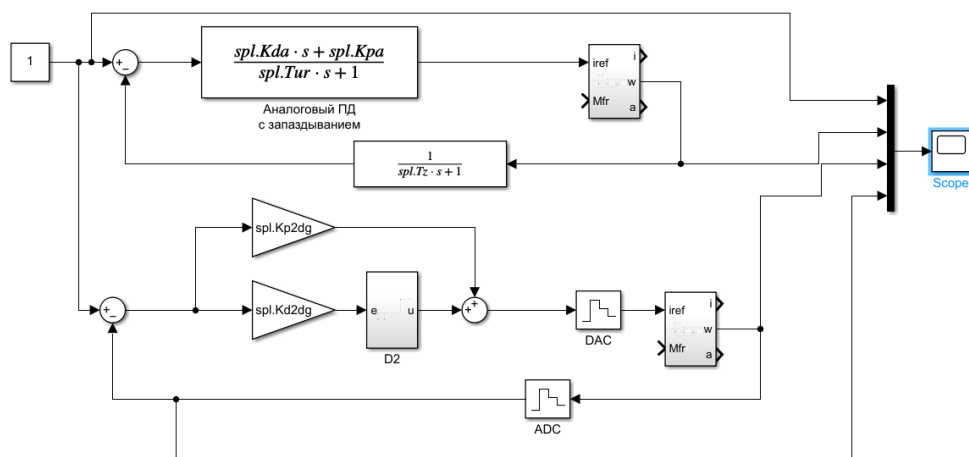 1
+
−
spl.Kda · s + spl.Kpa
spl.Tur · s + 1
Аналоговый ПД
с запаздыванием
iref
Mfr
i
w
a
1
spl.Tz · s + 1
Scope
spl.Kp2dg
+
−
spl.Kd2dg
e
u
D2
+
+
DAC
iref
Mfr
i
w
a
ADC